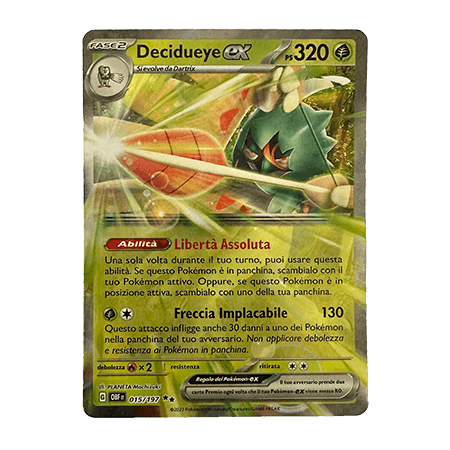 FASE 2
Decidueye ex
PS 320
Si evolve da Dartrix
Abilità Libertà Assoluta
Una sola volta durante il tuo turno, puoi usare questa
abilità. Se questo Pokémon è in panchina, scambialo con il
tuo Pokémon attivo. Oppure, se questo Pokémon è in
posizione attiva, scambialo con uno della tua panchina.
Freccia Implacabile 130
Questo attacco infligge anche 30 danni a uno dei Pokémon
nella panchina del tuo avversario. Non applicare debolezza
e resistenza ai Pokémon in panchina.
debolezza × 2 resistenza ritirata
Ill. PLANETA Mochizuki
Regola dei Pokémon-ex Il tuo avversario prende due
carte Premio ogni volta che il tuo Pokémon-ex viene messo KO.
G OBF IT 015/197
©2023 Pokémon/Nintendo/Creatures/GAME FREAK